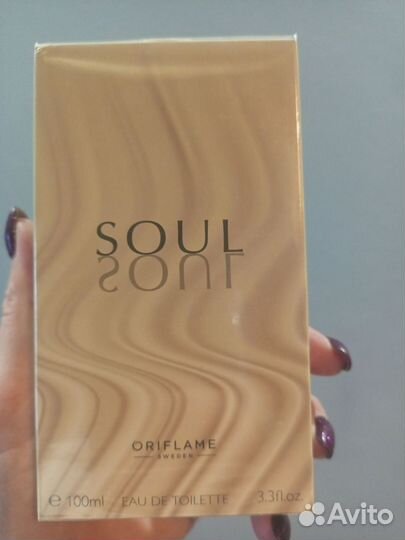 SOUL
SOUL
ORIFLAME
SWEDEN
℮ 100ml EAU DE TOILETTE 3.3fl.oz.
Avito